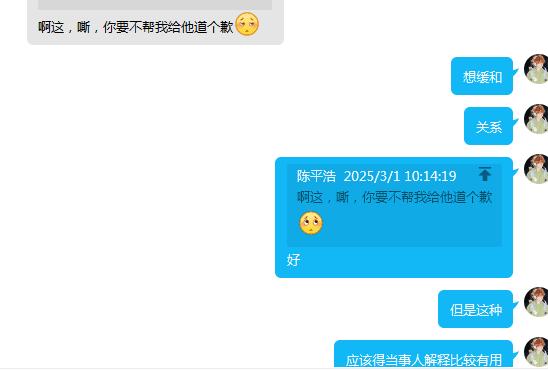 啊这，嘶，你要不帮我给他道个歉
想缓和
关系
陈平浩 2025/3/1 10:14:19
啊这，嘶，你要不帮我给他道个歉
好
但是这种
应该得当事人解释比较有用